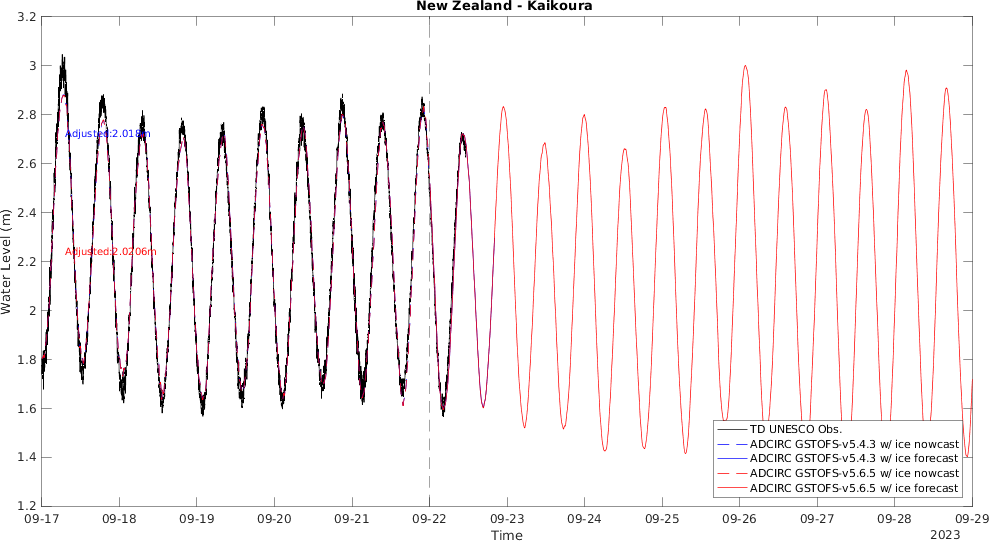 New Zealand - Kaikoura
3.2
3
2.8
2.6
2.4
2.2
2
1.8
1.6
1.4
1.2
Water Level (m)
Adjusted:2.018m
Adjusted:2.0206m
TD UNESCO Obs.
ADCIRC GSTOFS-v5.4.3 w/ ice nowcast
ADCIRC GSTOFS-v5.4.3 w/ ice forecast
ADCIRC GSTOFS-v5.6.5 w/ ice nowcast
ADCIRC GSTOFS-v5.6.5 w/ ice forecast
09-17 09-18 09-19 09-20 09-21 09-22 09-23 09-24 09-25 09-26 09-27 09-28 09-29
Time
2023